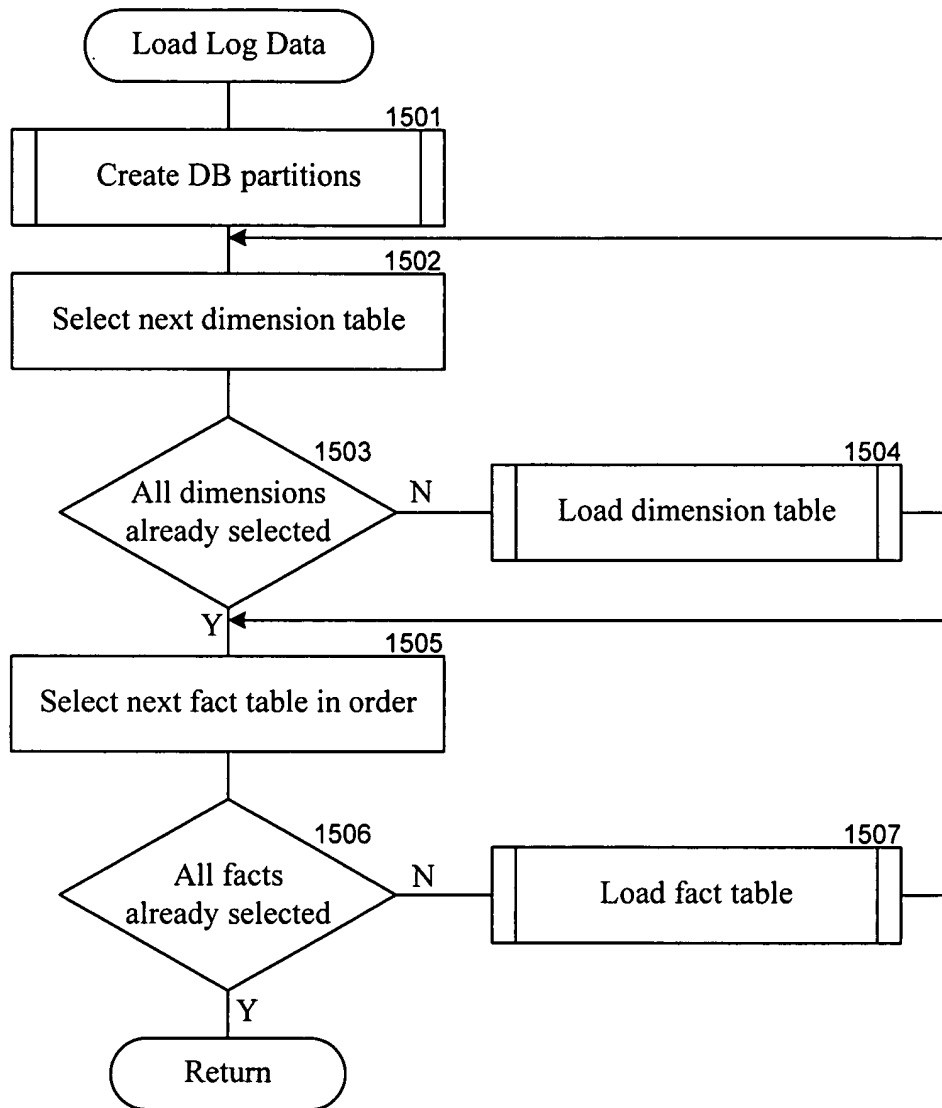 Load Log Data
1501
Create DB partitions
1502
Select next dimension table
1503
All dimensions
already selected
N
1504
Load dimension table
Y
1505
Select next fact table in order
1506
All facts
already selected
N
1507
Load fact table
Y
Return